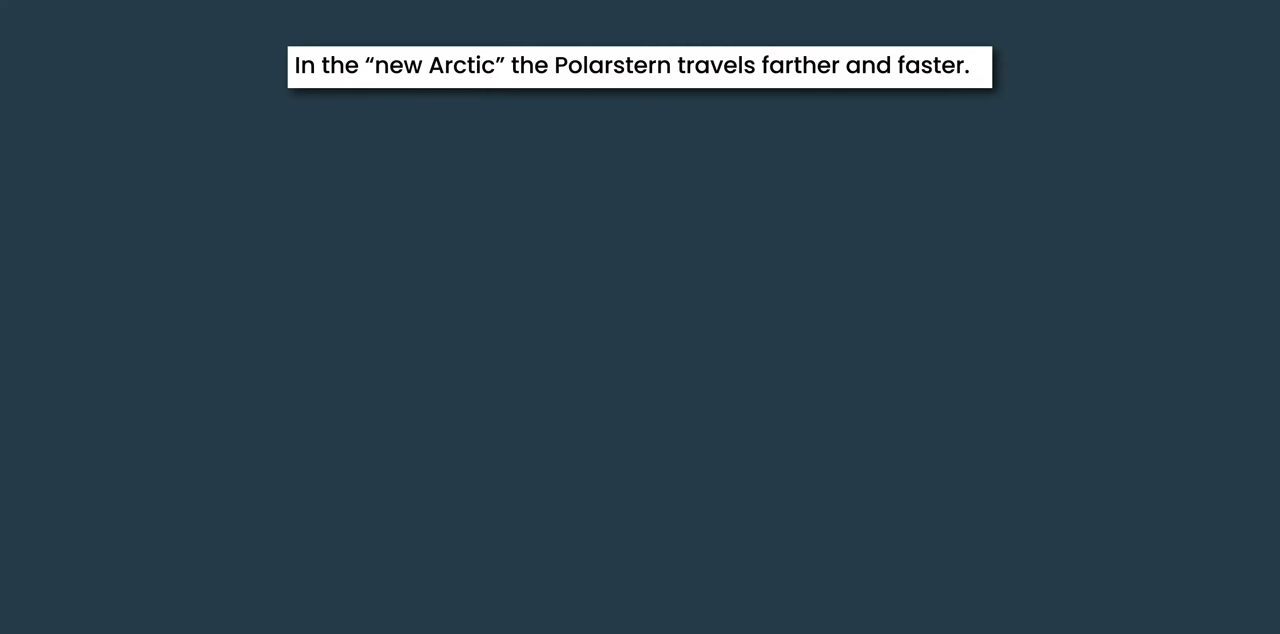 In the “new Arctic” the Polarstern travels farther and faster.